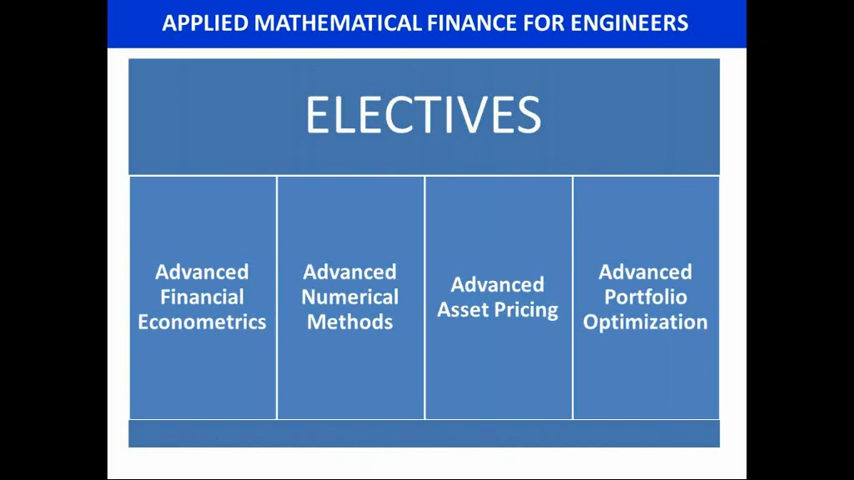 APPLIED MATHEMATICAL FINANCE FOR ENGINEERS
ELECTIVES
Advanced
Financial
Econometrics
Advanced
Numerical
Methods
Advanced
Asset Pricing
Advanced
Portfolio
Optimization